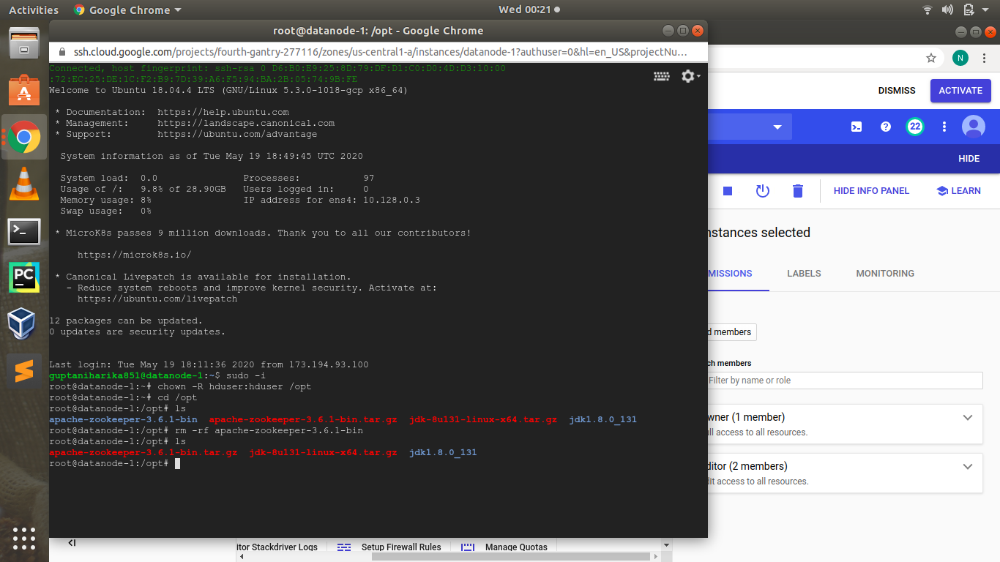 Activities
Google Chrome
Wed 00:21
root@datanode-1: /opt - Google Chrome
ssh.cloud.google.com/projects/fourth-gantry-277116/zones/us-central1-a/instances/datanode-1?authuser=0&hl=en_US&projectNu...
Connected, host fingerprint: ssh-rsa 0 D6:B0:E9:25:8D:79:DF:D1:C0:D0:4D:D3:10:00
:72:EC:25:DE:1C:F2:B9:7D:39:A6:F5:94:BA:2B:05:74:9B:FE
Welcome to Ubuntu 18.04.4 LTS (GNU/Linux 5.3.0-1018-gcp x86_64)
* Documentation:  https://help.ubuntu.com
* Management:     https://landscape.canonical.com
* Support:        https://ubuntu.com/advantage
System information as of Tue May 19 18:49:45 UTC 2020
System load:  0.0               Processes:           97
Usage of /:   9.8% of 28.90GB   Users logged in:     0
Memory usage: 8%                IP address for ens4: 10.128.0.3
Swap usage:   0%
* MicroK8s passes 9 million downloads. Thank you to all our contributors!
https://microk8s.io/
* Canonical Livepatch is available for installation.
- Reduce system reboots and improve kernel security. Activate at:
https://ubuntu.com/livepatch
12 packages can be updated.
0 updates are security updates.
Last login: Tue May 19 18:11:36 2020 from 173.194.93.100
guptaniharika851@datanode-1:~$ sudo -i
root@datanode-1:~# chown -R hduser:hduser /opt
root@datanode-1:~# cd /opt
root@datanode-1:/opt# ls
apache-zookeeper-3.6.1-bin  apache-zookeeper-3.6.1-bin.tar.gz  jdk-8u131-linux-x64.tar.gz  jdk1.8.0_131
root@datanode-1:/opt# rm -rf apache-zookeeper-3.6.1-bin
root@datanode-1:/opt# ls
apache-zookeeper-3.6.1-bin.tar.gz  jdk-8u131-linux-x64.tar.gz  jdk1.8.0_131
root@datanode-1:/opt#
N
DISMISS
ACTIVATE
22
HIDE
HIDE INFO PANEL
LEARN
nstances selected
MISSIONS
LABELS
MONITORING
d members
ch members
Filter by name or role
wner (1 member)
ull access to all resources.
ditor (2 members)
dit access to all resources.
PC
itor Stackdriver Logs
Setup Firewall Rules
Manage Quotas